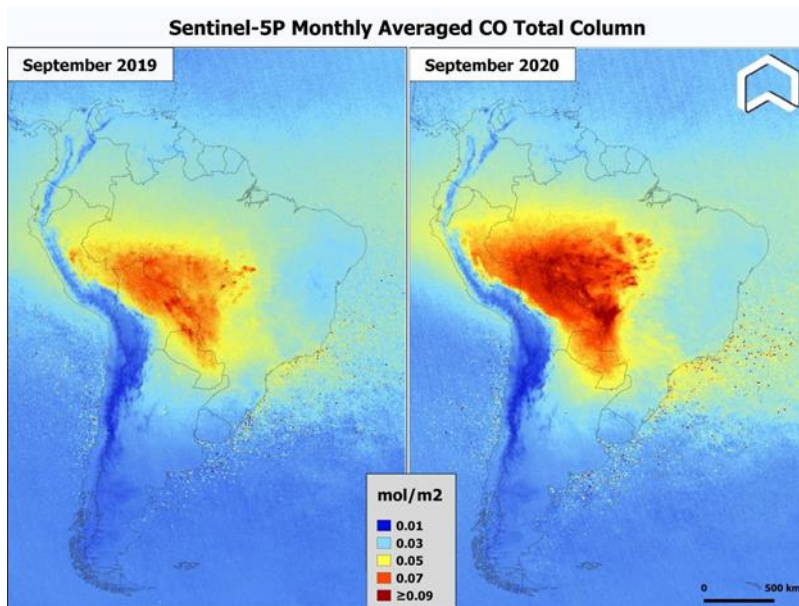 Sentinel-5P Monthly Averaged CO Total Column
September 2019
September 2020
mol/m2
0.01
0.03
0.05
0.07
≥0.09
0 500 km